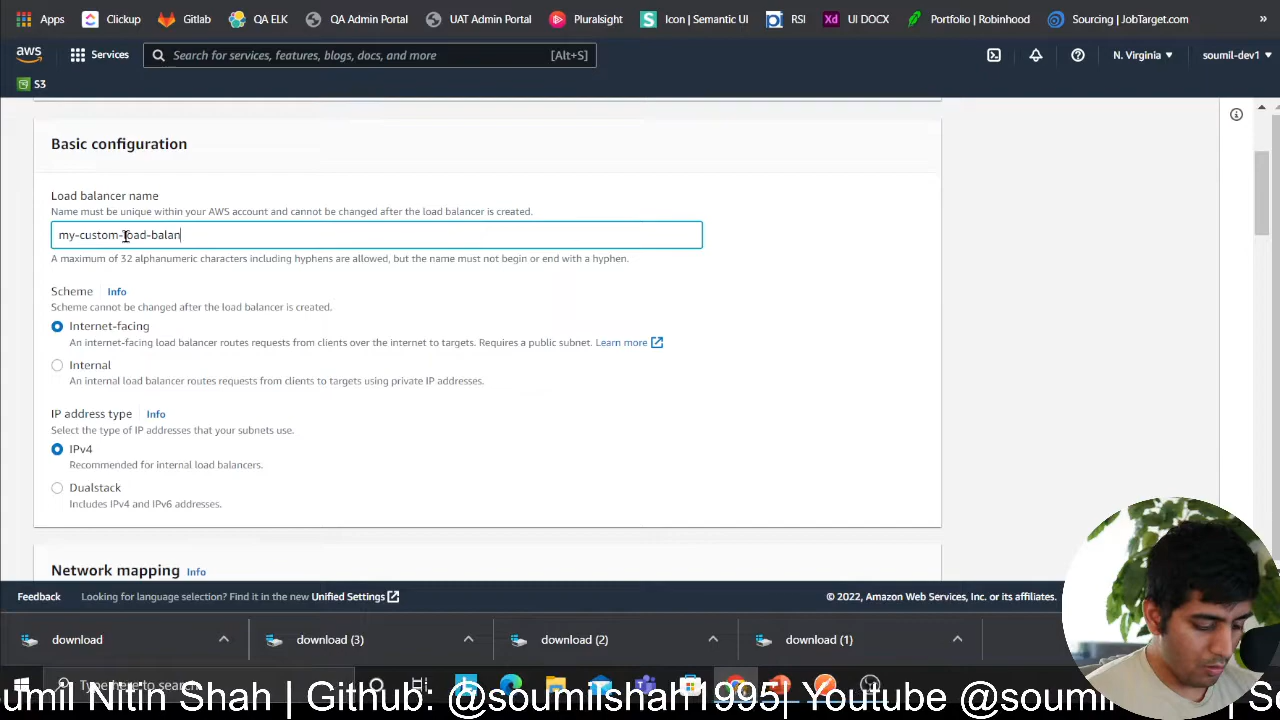 Apps Clickup Gitlab QA ELK QA Admin Portal UAT Admin Portal Pluralsight Icon | Semantic UI RSI UI DOCX Portfolio | Robinhood Sourcing | JobTarget.com »
aws Services Search for services, features, blogs, docs, and more [Alt+S] N. Virginia soumil-dev1
S3
Basic configuration
Load balancer name
Name must be unique within your AWS account and cannot be changed after the load balancer is created.
my-custom-load-balan
A maximum of 32 alphanumeric characters including hyphens are allowed, but the name must not begin or end with a hyphen.
Scheme Info
Scheme cannot be changed after the load balancer is created.
Internet-facing
An internet-facing load balancer routes requests from clients over the internet to targets. Requires a public subnet. Learn more
Internal
An internal load balancer routes requests from clients to targets using private IP addresses.
IP address type Info
Select the type of IP addresses that your subnets use.
IPv4
Recommended for internal load balancers.
Dualstack
Includes IPv4 and IPv6 addresses.
Network mapping Info
Feedback Looking for language selection? Find it in the new Unified Settings © 2022, Amazon Web Services, Inc. or its affiliates.
download download (3) download (2) download (1)
Type here to search
oumil Nitin Shah | Github: @soumilshah1995| Youtube @soumi